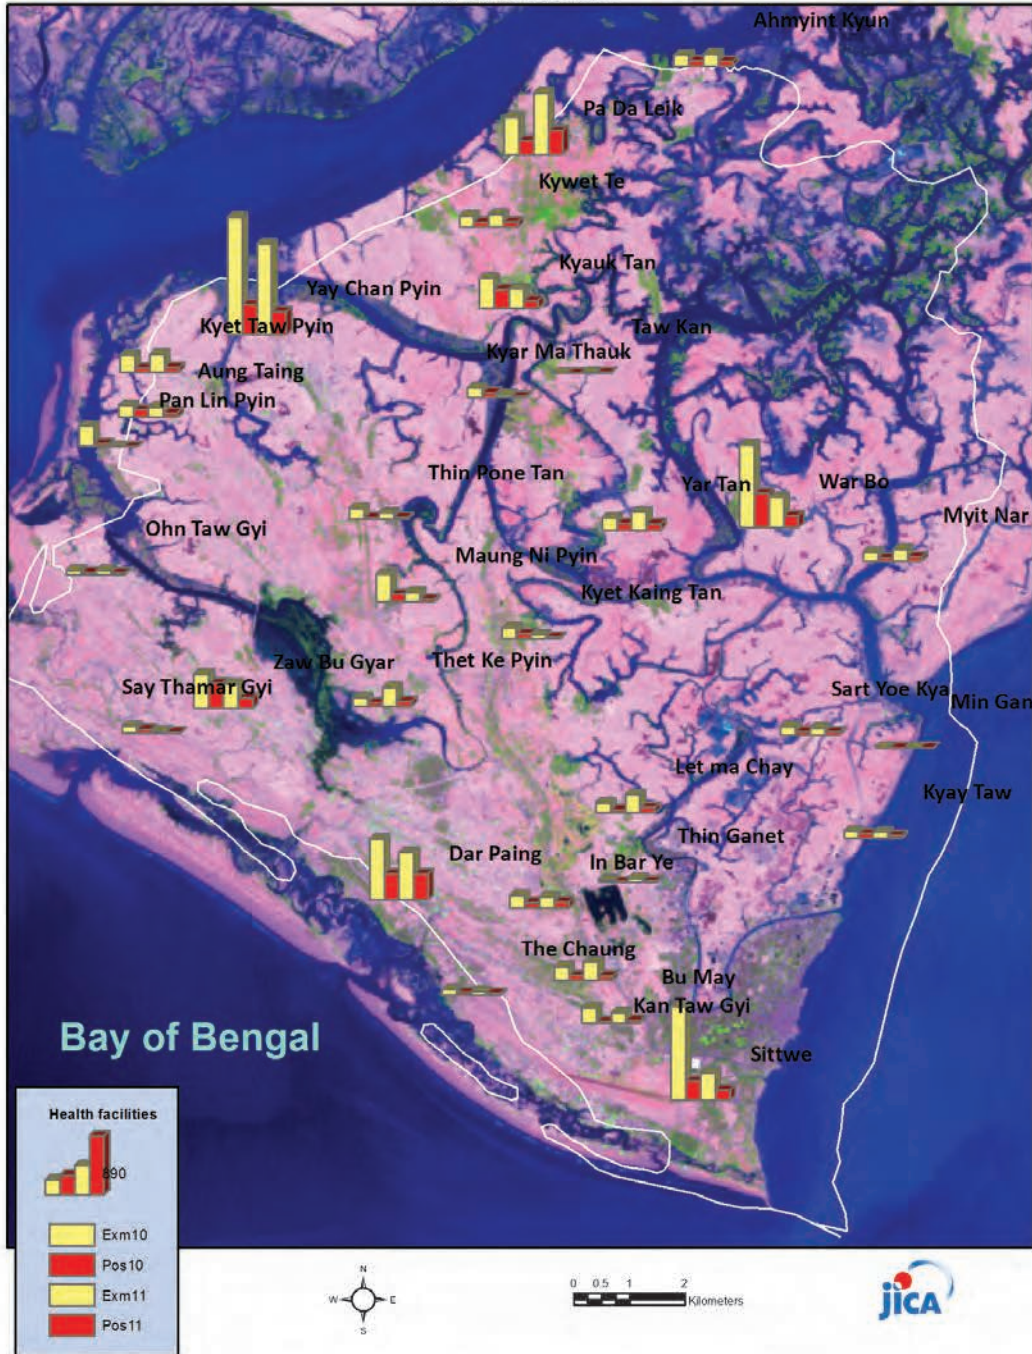 Ahmyint Kyun
Pa Da Leik
Kywet Te
Kyauk Tan
Yay Chan Pyin
Kyet Taw Pyin
Taw Kan
Kyar Ma Thauk
Aung Taing
Pan Lin Pyin
Thin Pone Tan
Yar Tan
War Bo
Myit Nar
Ohn Taw Gyi
Maung Ni Pyin
Kyet Kaing Tan
Zaw Bu Gyar
Thet Ke Pyin
Say Thamar Gyi
Sart Yoe Kya
Min Gan
Let ma Chay
Kyay Taw
Thin Ganet
Dar Paing
In Bar Ye
The Chaung
Bu May
Kan Taw Gyi
Sittwe
Bay of Bengal
Health facilities
890
Exm10
Pos10
Exm11
Pos11
N
W E
S
0 0.5 1 2
Kilometers
jICA